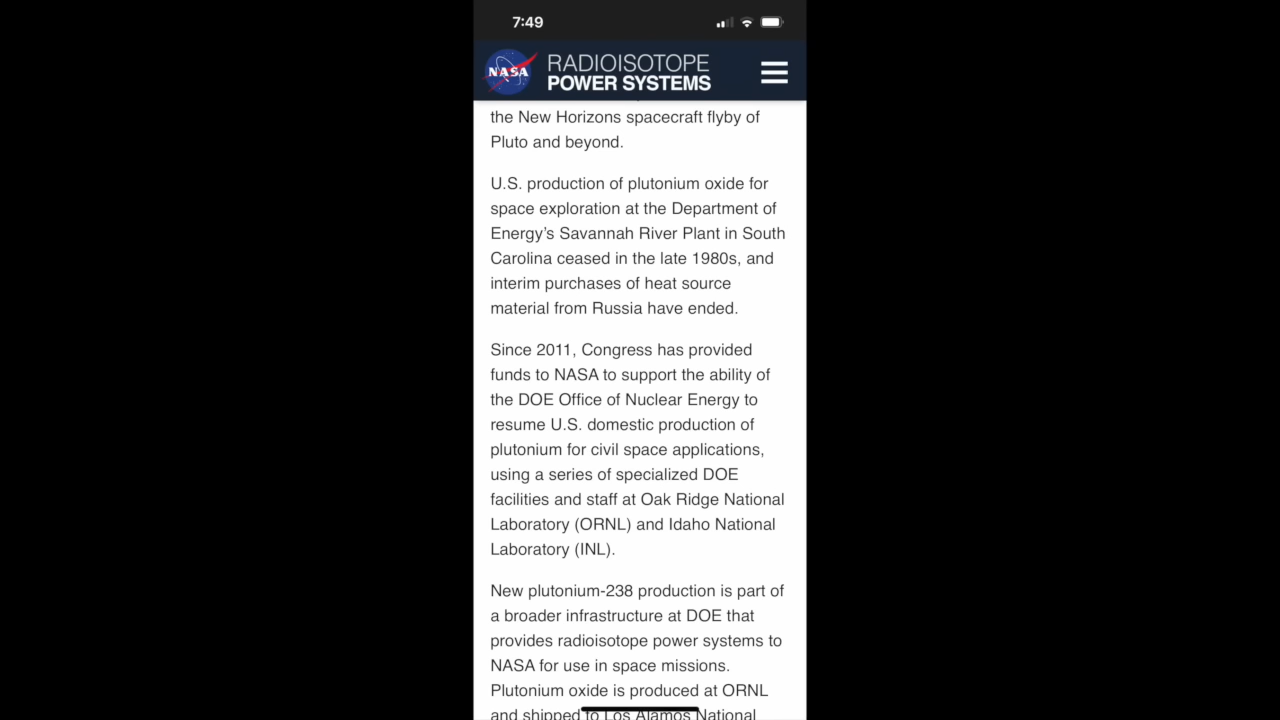 7:49
NASA
RADIOISOTOPE
POWER SYSTEMS
the New Horizons spacecraft flyby of
Pluto and beyond.
U.S. production of plutonium oxide for
space exploration at the Department of
Energy’s Savannah River Plant in South
Carolina ceased in the late 1980s, and
interim purchases of heat source
material from Russia have ended.
Since 2011, Congress has provided
funds to NASA to support the ability of
the DOE Office of Nuclear Energy to
resume U.S. domestic production of
plutonium for civil space applications,
using a series of specialized DOE
facilities and staff at Oak Ridge National
Laboratory (ORNL) and Idaho National
Laboratory (INL).
New plutonium-238 production is part of
a broader infrastructure at DOE that
provides radioisotope power systems to
NASA for use in space missions.
Plutonium oxide is produced at ORNL
and shipped to Los Alamos National